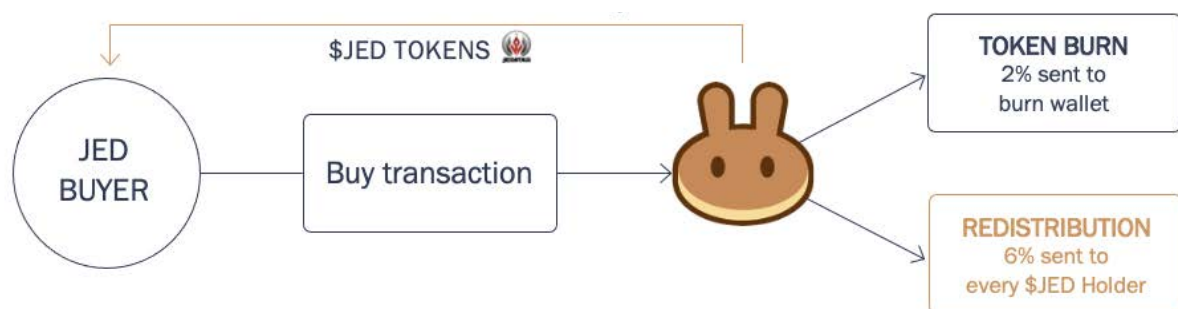 $JED TOKENS
JED
BUYER
Buy transaction
TOKEN BURN
2% sent to
burn wallet
REDISTRIBUTION
6% sent to
every $JED Holder